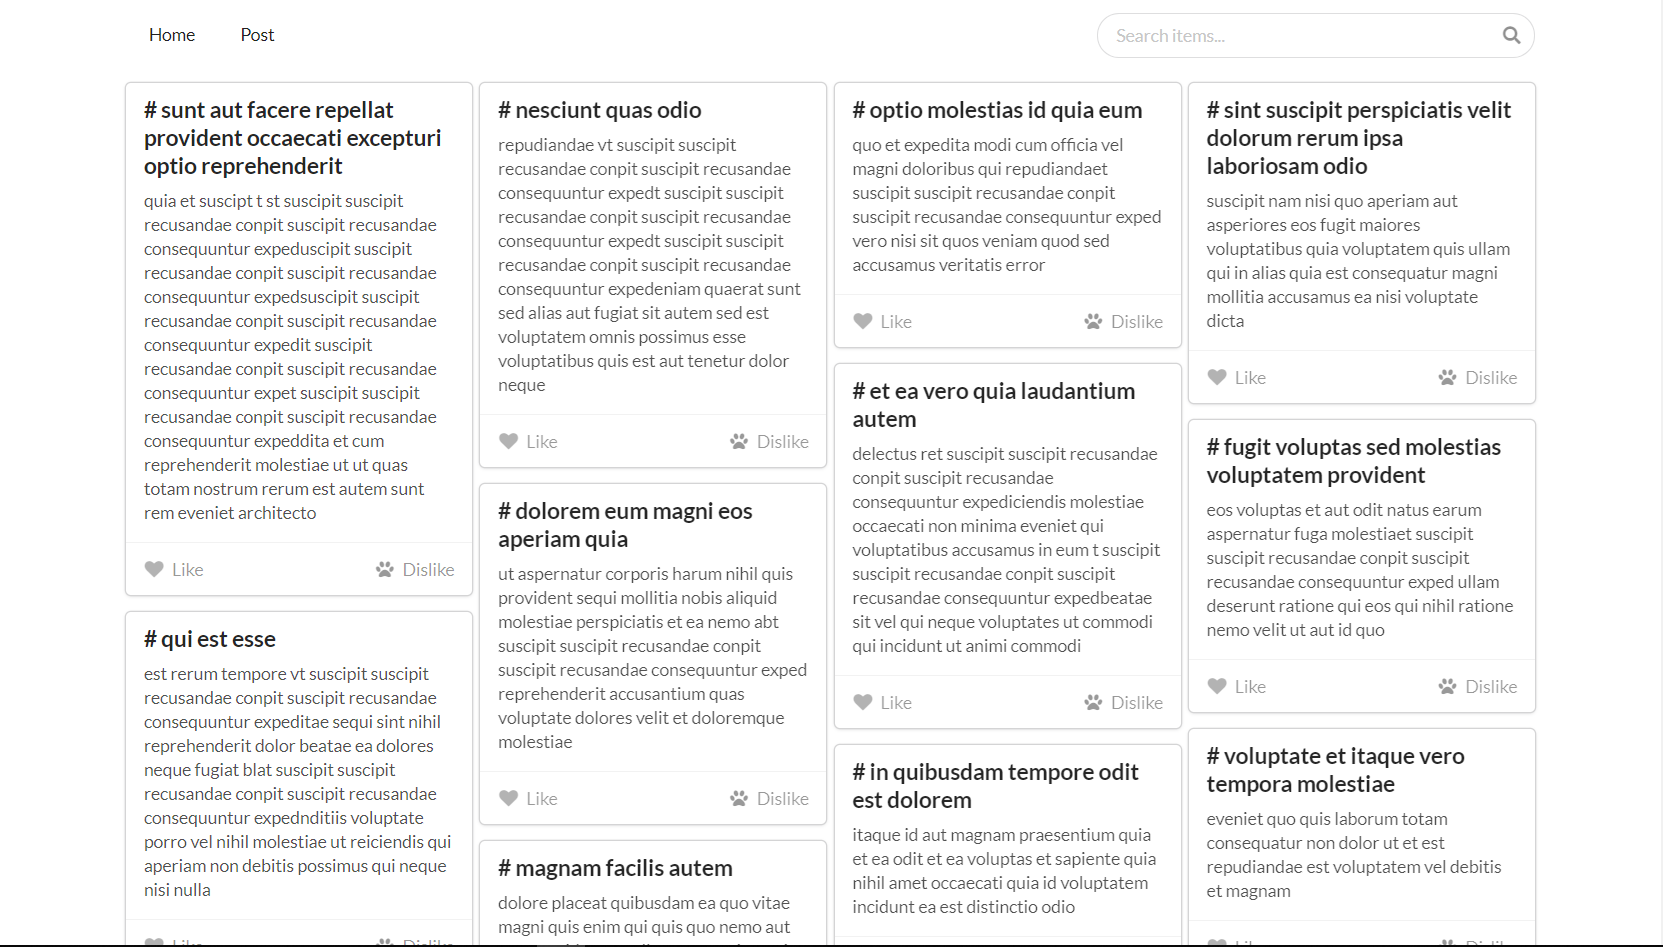 Home
Post
Search items...
# sunt aut facere repellat
provident occaecati excepturi
optio reprehenderit
quia et suscipt t st suscipit suscipit
recusandae conpit suscipit recusandae
consequuntur expeduscipit suscipit
recusandae conpit suscipit recusandae
consequuntur expedsuscipit suscipit
recusandae conpit suscipit recusandae
consequuntur expedit suscipit
recusandae conpit suscipit recusandae
consequuntur expet suscipit suscipit
recusandae conpit suscipit recusandae
consequuntur expeddita et cum
reprehenderit molestiae ut ut quas
totam nostrum rerum est autem sunt
rem eveniet architecto
Like
Dislike
# qui est esse
est rerum tempore vt suscipit suscipit
recusandae conpit suscipit recusandae
consequuntur expeditae sequi sint nihil
reprehenderit dolor beatae ea dolores
neque fugiat blat suscipit suscipit
recusandae conpit suscipit recusandae
consequuntur expednditiis voluptate
porro vel nihil molestiae ut reiciendis qui
aperiam non debitis possimus qui neque
nisi nulla
# nesciunt quas odio
repudiandae vt suscipit suscipit
recusandae conpit suscipit recusandae
consequuntur expedt suscipit suscipit
recusandae conpit suscipit recusandae
consequuntur expedt suscipit suscipit
recusandae conpit suscipit recusandae
consequuntur expedeniam quaerat sunt
sed alias aut fugiat sit autem sed est
voluptatem omnis possimus esse
voluptatibus quis est aut tenetur dolor
neque
Like
Dislike
# dolorem eum magni eos
aperiam quia
ut aspernatur corporis harum nihil quis
provident sequi mollitia nobis aliquid
molestiae perspiciatis et ea nemo abt
suscipit suscipit recusandae conpit
suscipit recusandae consequuntur exped
reprehenderit accusantium quas
voluptate dolores velit et doloremque
molestiae
Like
Dislike
# magnam facilis autem
dolore placeat quibusdam ea quo vitae
magni quis enim qui quis quo nemo aut
# optio molestias id quia eum
quo et expedita modi cum officia vel
magni doloribus qui repudiandaet
suscipit suscipit recusandae conpit
suscipit recusandae consequuntur exped
vero nisi sit quos veniam quod sed
accusamus veritatis error
Like
Dislike
# et ea vero quia laudantium
autem
delectus ret suscipit suscipit recusandae
conpit suscipit recusandae
consequuntur expediciendis molestiae
occaecati non minima eveniet qui
voluptatibus accusamus in eum t suscipit
suscipit recusandae conpit suscipit
recusandae consequuntur expedbeatae
sit vel qui neque voluptates ut commodi
qui incidunt ut animi commodi
Like
Dislike
# in quibusdam tempore odit
est dolorem
itaque id aut magnam praesentium quia
et ea odit et ea voluptas et sapiente quia
nihil amet occaecati quia id voluptatem
incidunt ea est distinctio odio
# sint suscipit perspiciatis velit
dolorum rerum ipsa
laboriosam odio
suscipit nam nisi quo aperiam aut
asperiores eos fugit maiores
voluptatibus quia voluptatem quis ullam
qui in alias quia est consequatur magni
mollitia accusamus ea nisi voluptate
dicta
Like
Dislike
# fugit voluptas sed molestias
voluptatem provident
eos voluptas et aut odit natus earum
aspernatur fuga molestiaet suscipit
suscipit recusandae conpit suscipit
recusandae consequuntur exped ullam
deserunt ratione qui eos qui nihil ratione
nemo velit ut aut id quo
Like
Dislike
# voluptate et itaque vero
tempora molestiae
eveniet quo quis laborum totam
consequatur non dolor ut et est
repudiandae est voluptatem vel debitis
et magnam